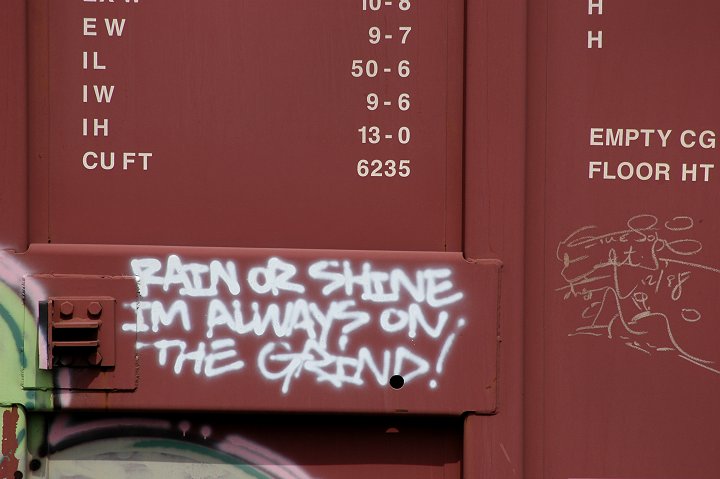 EW 9-7
IL 50-6
IW 9-6
IH 13-0
CU FT 6235
H
H
EMPTY CG
FLOOR HT
RAIN OR SHINE
IM ALWAYS ON
THE GRIND!